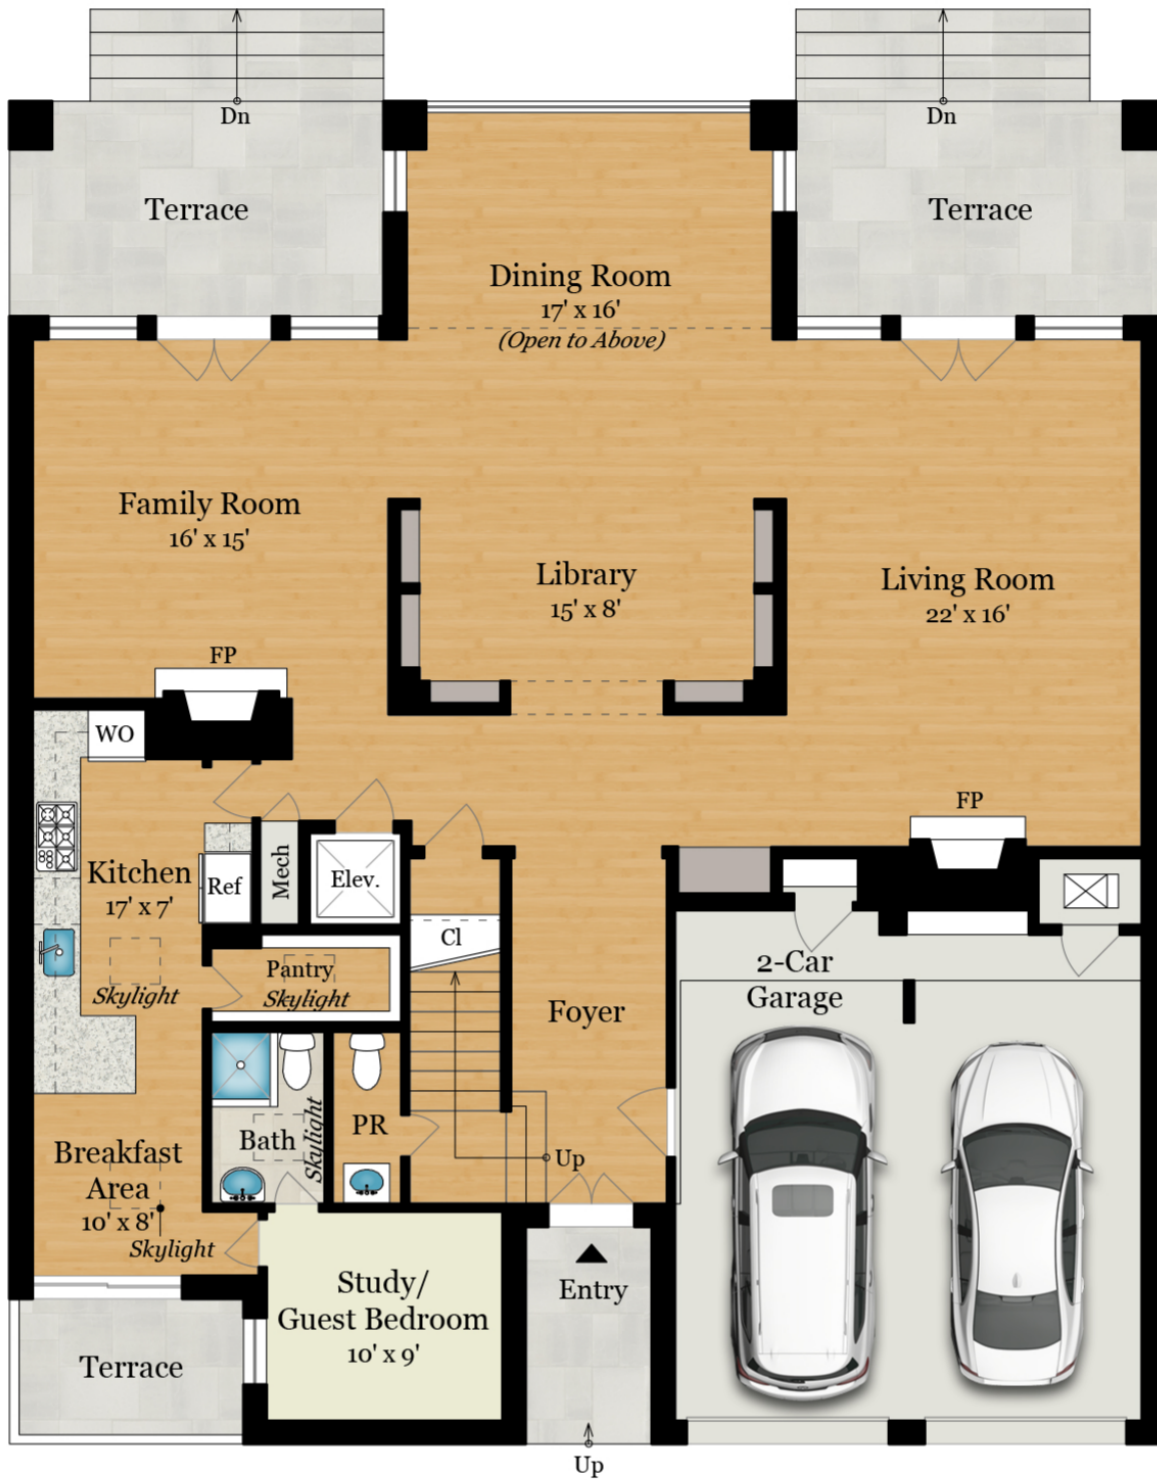 Dn
Dn
Terrace
Terrace
Dining Room
17' x 16'
(Open to Above)
Family Room
16' x 15'
Library
15' x 8'
Living Room
22' x 16'
FP
WO
FP
Kitchen
17' x 7'
Ref
Mech
Elev.
Cl
Skylight
Pantry
Skylight
2-Car
Garage
Foyer
Bath
Skylight
PR
Up
Breakfast
Area
10' x 8'
Skylight
Study/
Guest Bedroom
10' x 9'
Entry
Terrace
Up